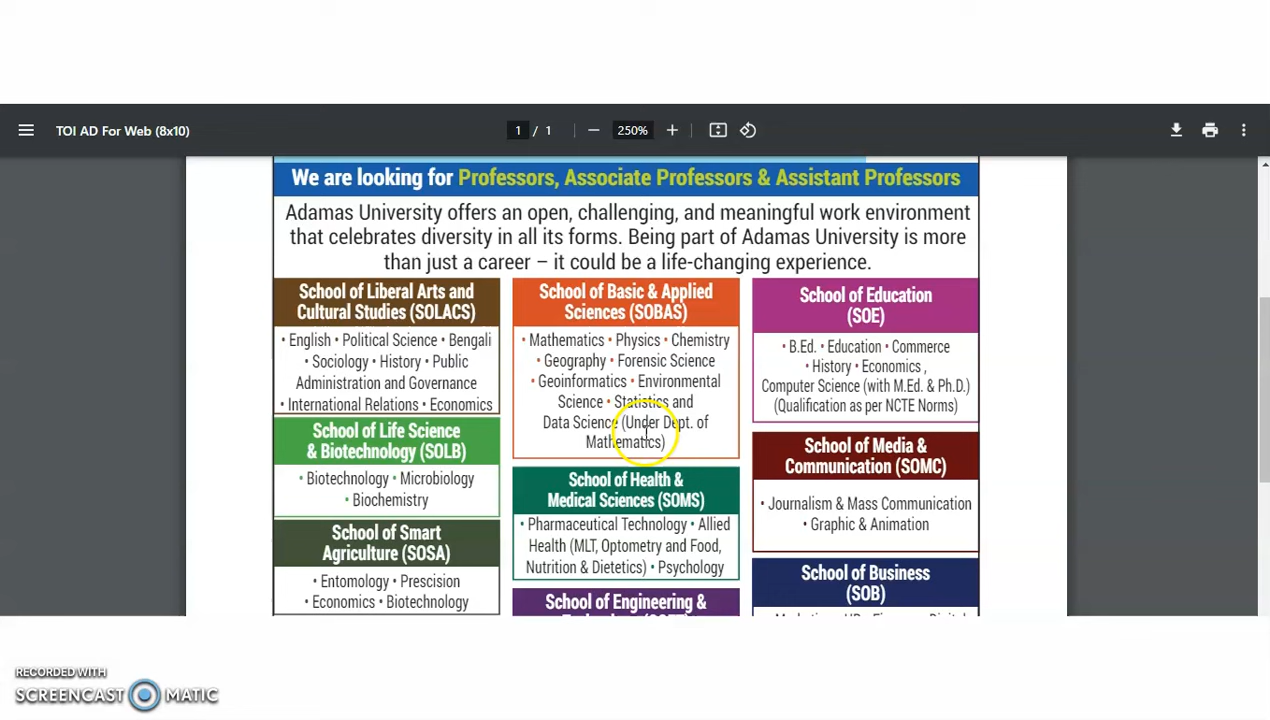 TOI AD For Web (8x10)
1 / 1
250%
We are looking for Professors, Associate Professors & Assistant Professors
Adamas University offers an open, challenging, and meaningful work environment
that celebrates diversity in all its forms. Being part of Adamas University is more
than just a career – it could be a life-changing experience.
School of Liberal Arts and
Cultural Studies (SOLACS)
• English • Political Science • Bengali
• Sociology • History • Public
Administration and Governance
• International Relations • Economics
School of Life Science
& Biotechnology (SOLB)
• Biotechnology • Microbiology
• Biochemistry
School of Smart
Agriculture (SOSA)
• Entomology • Prescision
• Economics • Biotechnology
School of Basic & Applied
Sciences (SOBAS)
• Mathematics • Physics • Chemistry
• Geography • Forensic Science
• Geoinformatics • Environmental
Science • Statistics and
Data Science (Under Dept. of
Mathematics)
School of Health &
Medical Sciences (SOMS)
• Pharmaceutical Technology • Allied
Health (MLT, Optometry and Food,
Nutrition & Dietetics) • Psychology
School of Engineering &
School of Education
(SOE)
• B.Ed. • Education • Commerce
• History • Economics ,
Computer Science (with M.Ed. & Ph.D.)
(Qualification as per NCTE Norms)
School of Media &
Communication (SOMC)
• Journalism & Mass Communication
• Graphic & Animation
School of Business
(SOB)
RECORDED WITH
SCREENCAST MATIC